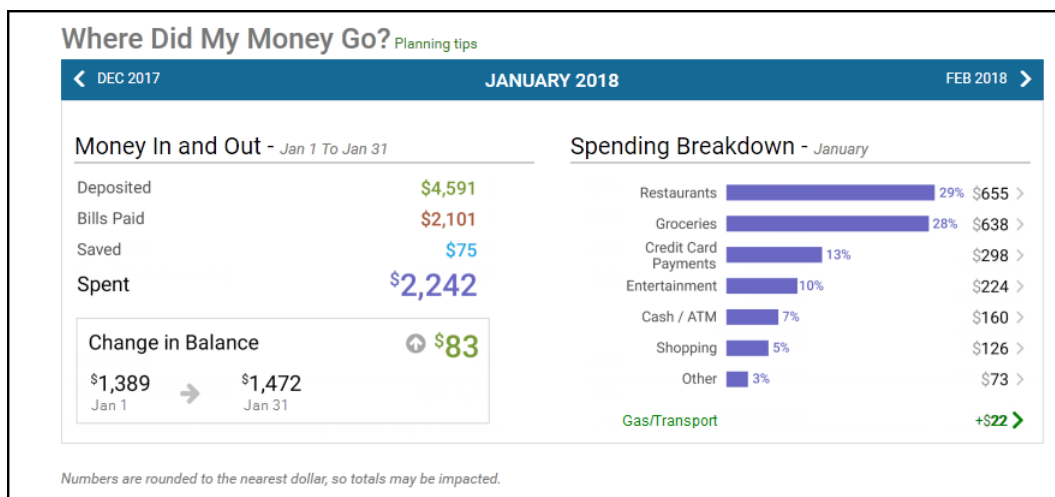 Where Did My Money Go? Planning tips
DEC 2017 JANUARY 2018 FEB 2018
Money In and Out - Jan 1 To Jan 31
Deposited $4,591
Bills Paid $2,101
Saved $75
Spent $2,242
Change in Balance $83
$1,389 $1,472
Jan 1 Jan 31
Spending Breakdown - January
Restaurants 29% $655
Groceries 28% $638
Credit Card
Payments 13% $298
Entertainment 10% $224
Cash / ATM 7% $160
Shopping 5% $126
Other 3% $73
Gas/Transport +$22
Numbers are rounded to the nearest dollar, so totals may be impacted.